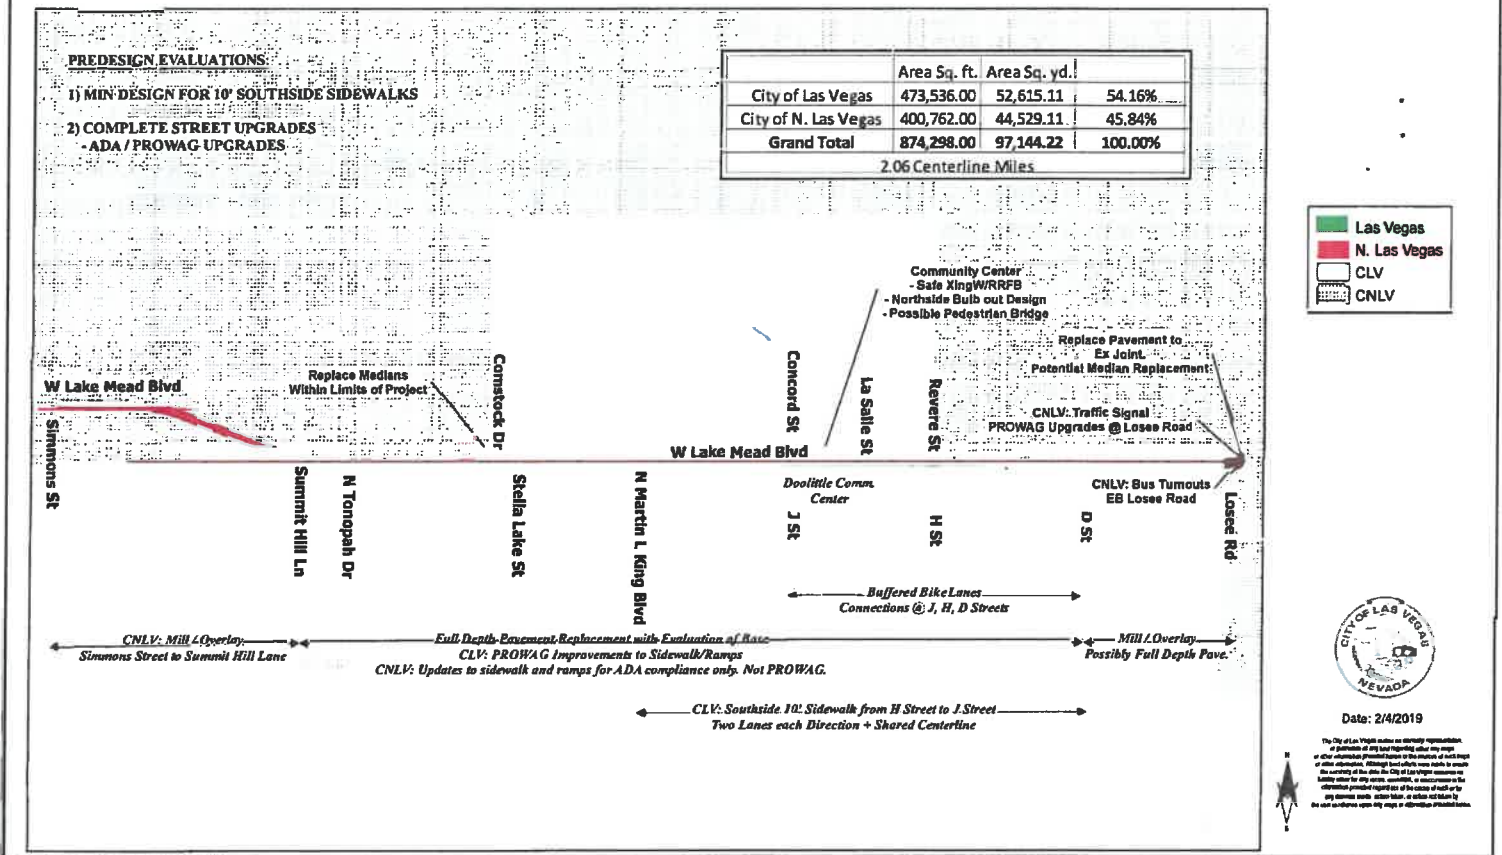 PREDESIGN EVALUATIONS:
1) MIN DESIGN FOR 10' SOUTHSIDE SIDEWALKS
2) COMPLETE STREET UPGRADES
- ADA / PROWAG UPGRADES
Area Sq. ft. Area Sq. yd.
City of Las Vegas 473,536.00 52,615.11 54.16%
City of N. Las Vegas 400,762.00 44,529.11 45.84%
Grand Total 874,298.00 97,144.22 100.00%
2.06 Centerline Miles
Las Vegas
N. Las Vegas
CLV
CNLV
Community Center
- Safe XingW/RRFB
- Northside Bulb out Design
- Possible Pedestrian Bridge
Replace Pavement to
Ex Joint.
Potential Median Replacement
CNLV: Traffic Signal
PROWAG Upgrades @ Losee Road
W Lake Mead Blvd
Replace Medians
Within Limits of Project
Comstock Dr
Concord St
La Salle St
Revere St
W Lake Mead Blvd
Simmons St
Summit Hill Ln
N Tonopah Dr
Stella Lake St
N Martin L King Blvd
Doolittle Comm.
Center
J St
H St
D St
CNLV: Bus Turnouts
EB Losee Road
Losee Rd
Buffered Bike Lanes
Connections @ J, H, D Streets
CNLV: Mill / Overlay
Simmons Street to Summit Hill Lane
Full Depth Pavement Replacement with Evaluation of Base
CLV: PROWAG Improvements to Sidewalk/Ramps
CNLV: Updates to sidewalk and ramps for ADA compliance only. Not PROWAG.
Mill / Overlay
Possibly Full Depth Pave.
CLV: Southside 10' Sidewalk from H Street to J Street
Two Lanes each Direction + Shared Centerline
CITY OF LAS VEGAS
NEVADA
Date: 2/4/2019
N
S